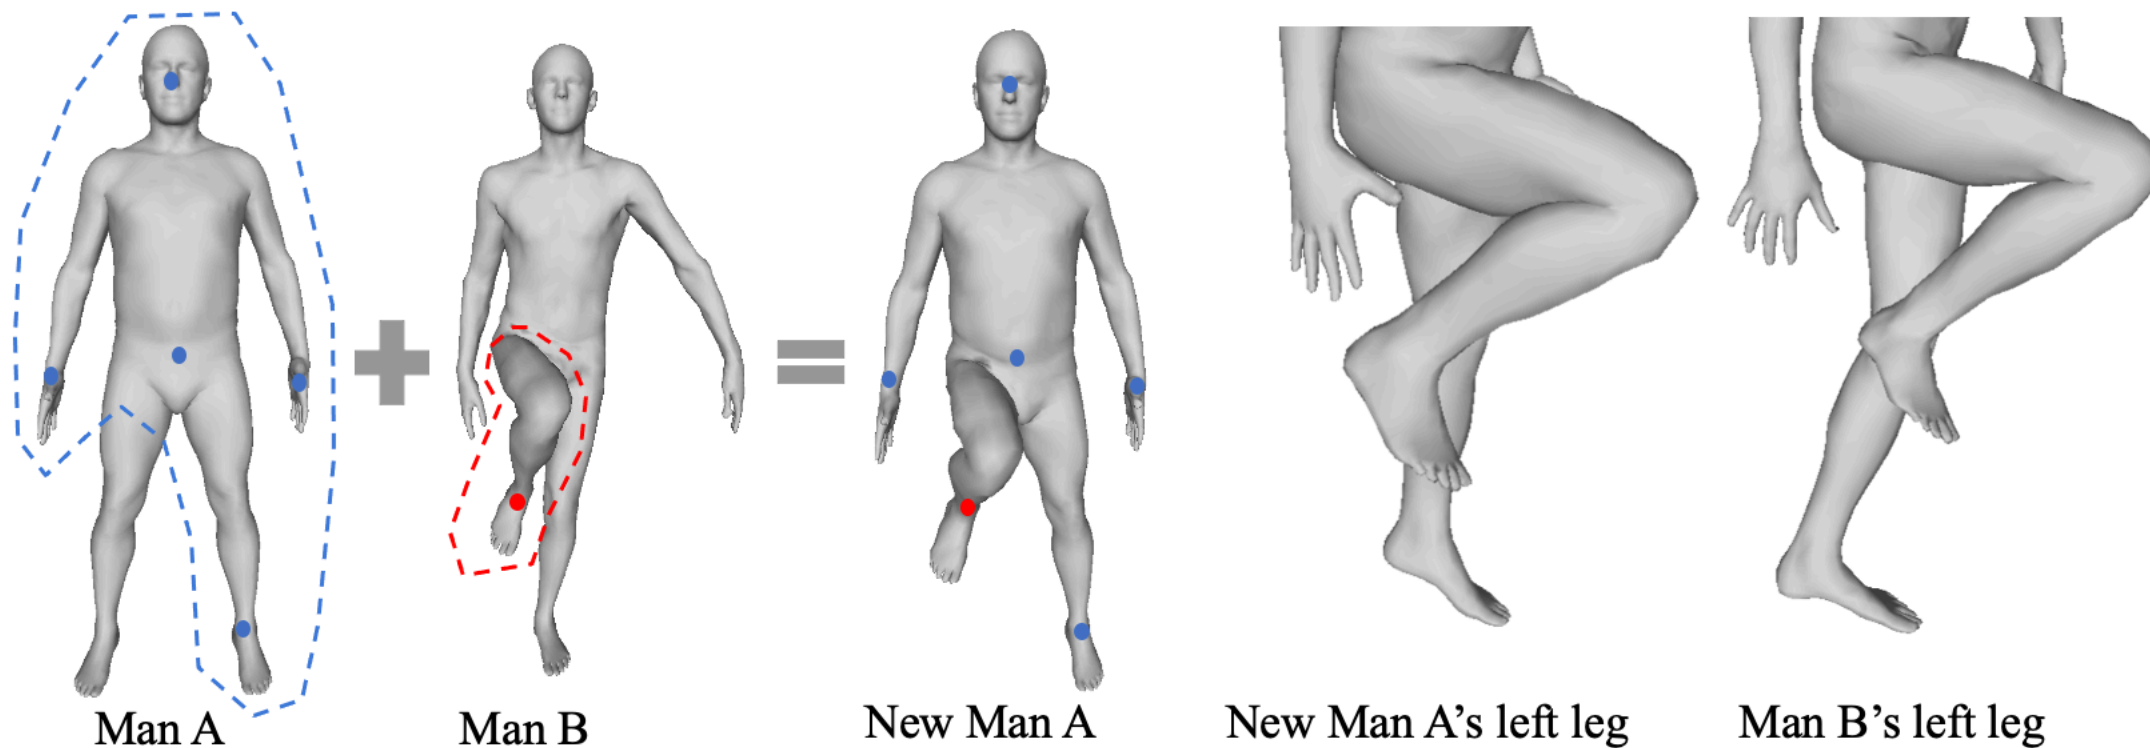 Man A
Man B
New Man A
New Man A's left leg
Man B's left leg